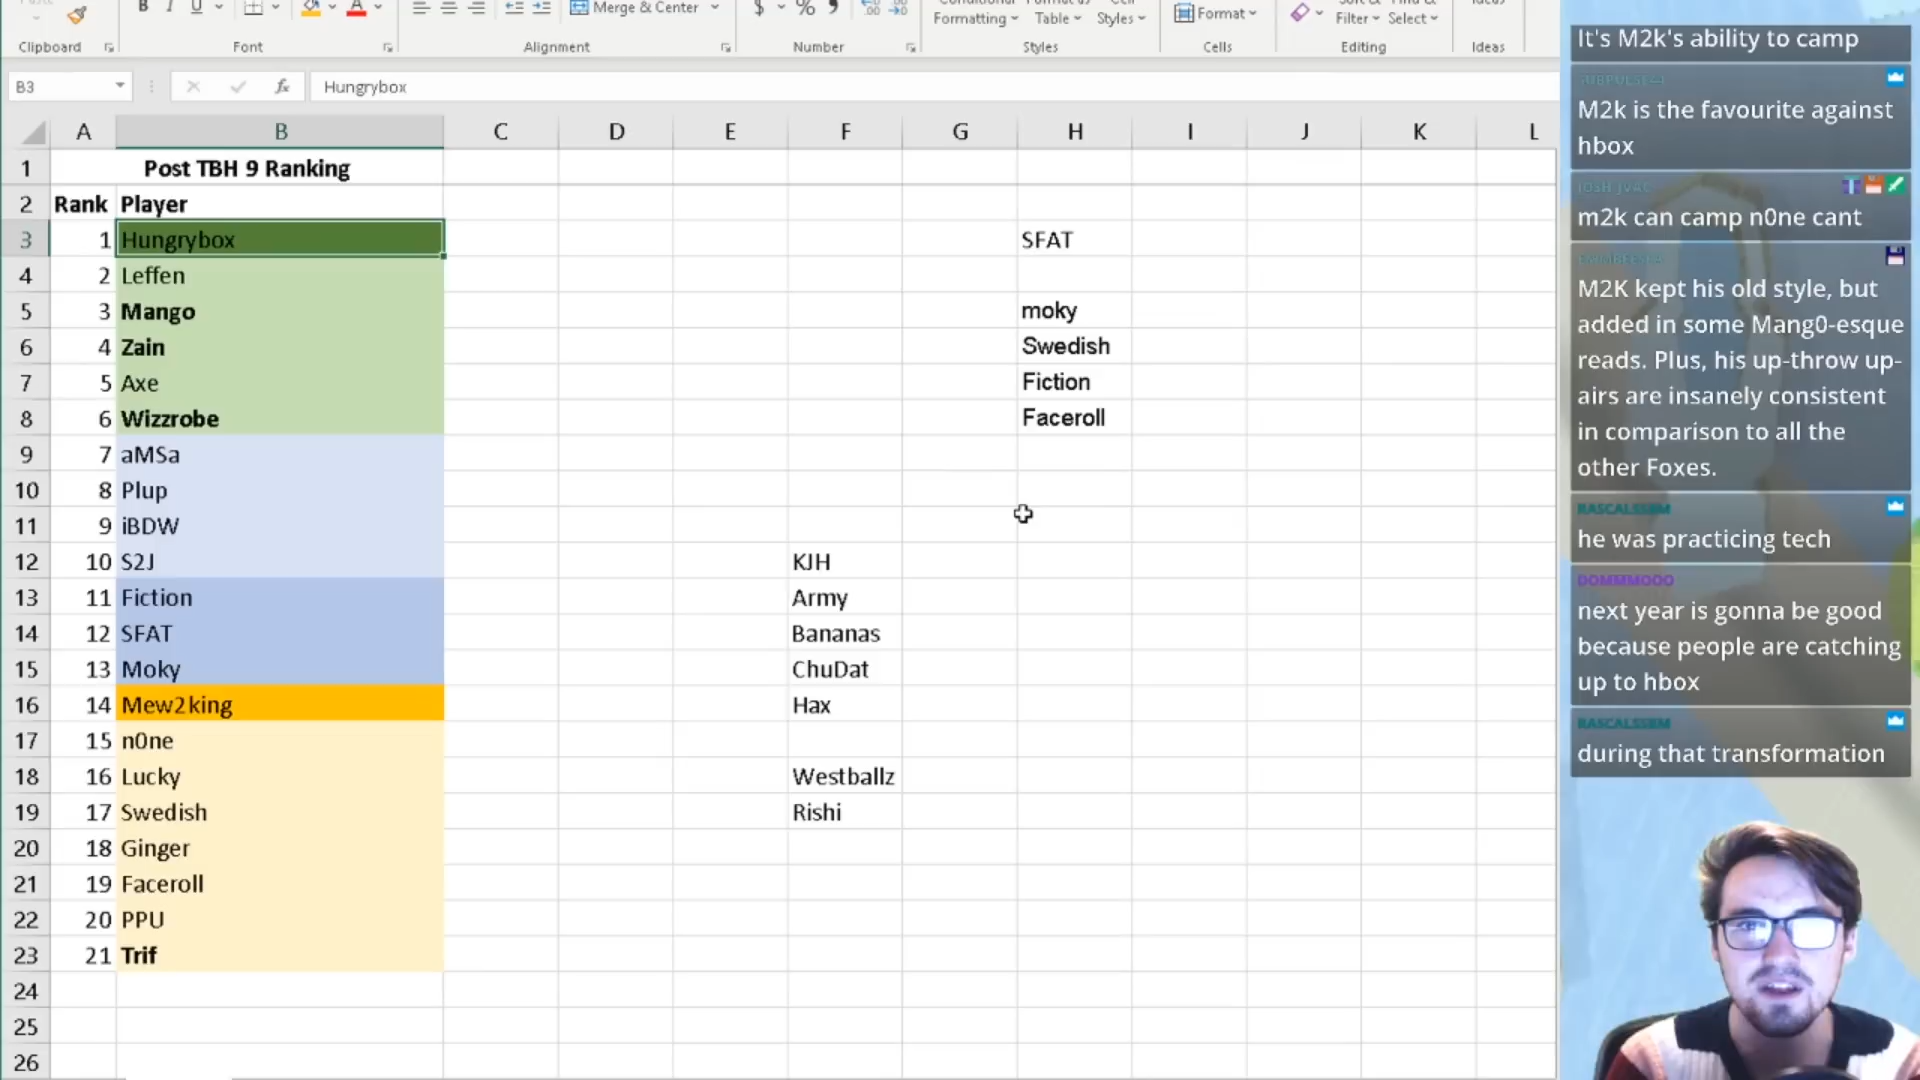 B I U
Merge & Center
$ % ,
Formatting Table Styles
Format
Filter Select
Clipboard Font Alignment Number Styles Cells Editing Ideas
B3 fx Hungrybox
A B C D E F G H I J K L
1 Post TBH 9 Ranking
2 Rank Player
3 1 Hungrybox SFAT
4 2 Leffen
5 3 Mango moky
6 4 Zain Swedish
7 5 Axe Fiction
8 6 Wizzrobe Faceroll
9 7 aMSa
10 8 Plup
11 9 iBDW
12 10 S2J KJH
13 11 Fiction Army
14 12 SFAT Bananas
15 13 Moky ChuDat
16 14 Mew2king Hax
17 15 n0ne
18 16 Lucky Westballz
19 17 Swedish Rishi
20 18 Ginger
21 19 Faceroll
22 20 PPU
23 21 Trif
24
25
26
It's M2k's ability to camp
M2k is the favourite against
hbox
JOSH_JVAC
m2k can camp n0ne cant
M2K kept his old style, but
added in some Mang0-esque
reads. Plus, his up-throw up-
airs are insanely consistent
in comparison to all the
other Foxes.
RASCALSSBM
he was practicing tech
DOMMMOOO
next year is gonna be good
because people are catching
up to hbox
RASCALSSBM
during that transformation